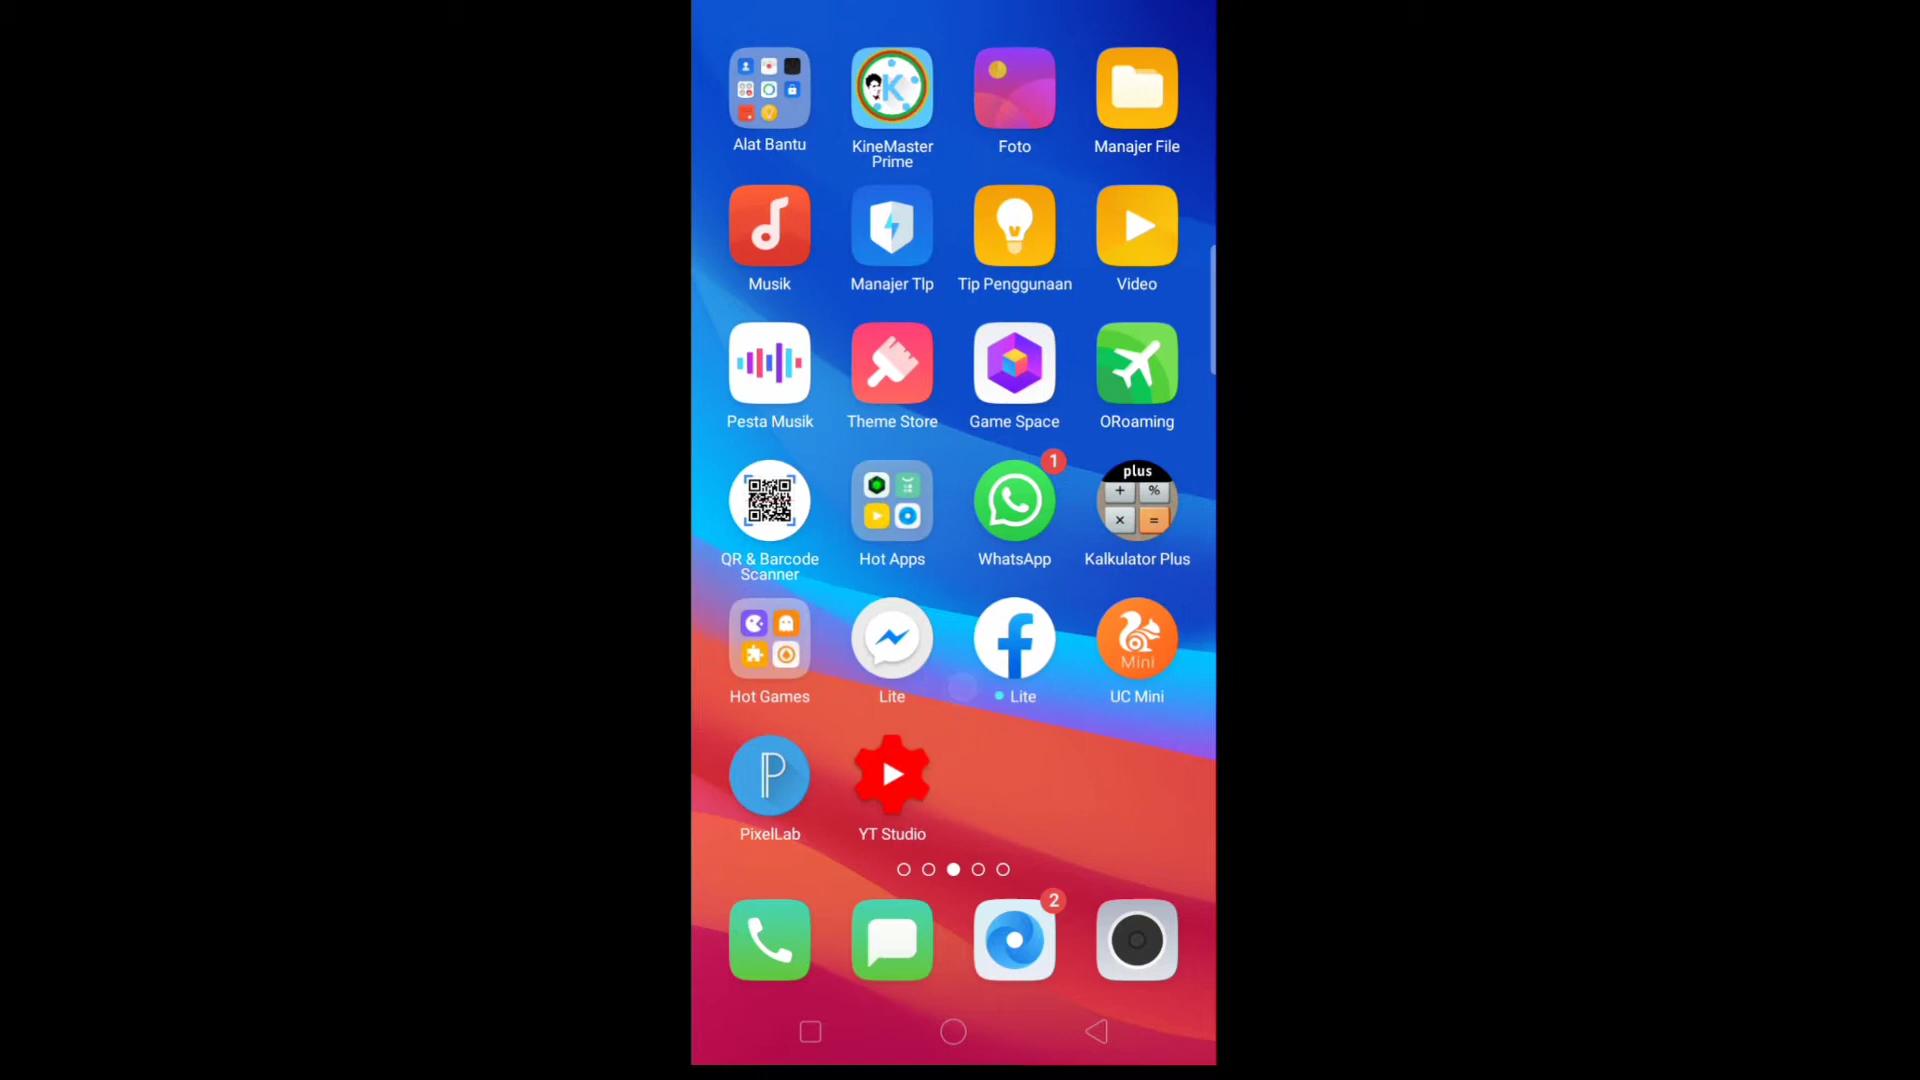 Alat Bantu
KineMaster
Prime
Foto
Manajer File
Musik
Manajer Tlp
Tip Penggunaan
Video
Pesta Musik
Theme Store
Game Space
ORoaming
1
plus
+ %
× =
QR & Barcode
Scanner
Hot Apps
WhatsApp
Kalkulator Plus
Mini
Hot Games
Lite
Lite
UC Mini
PixelLab
YT Studio
2